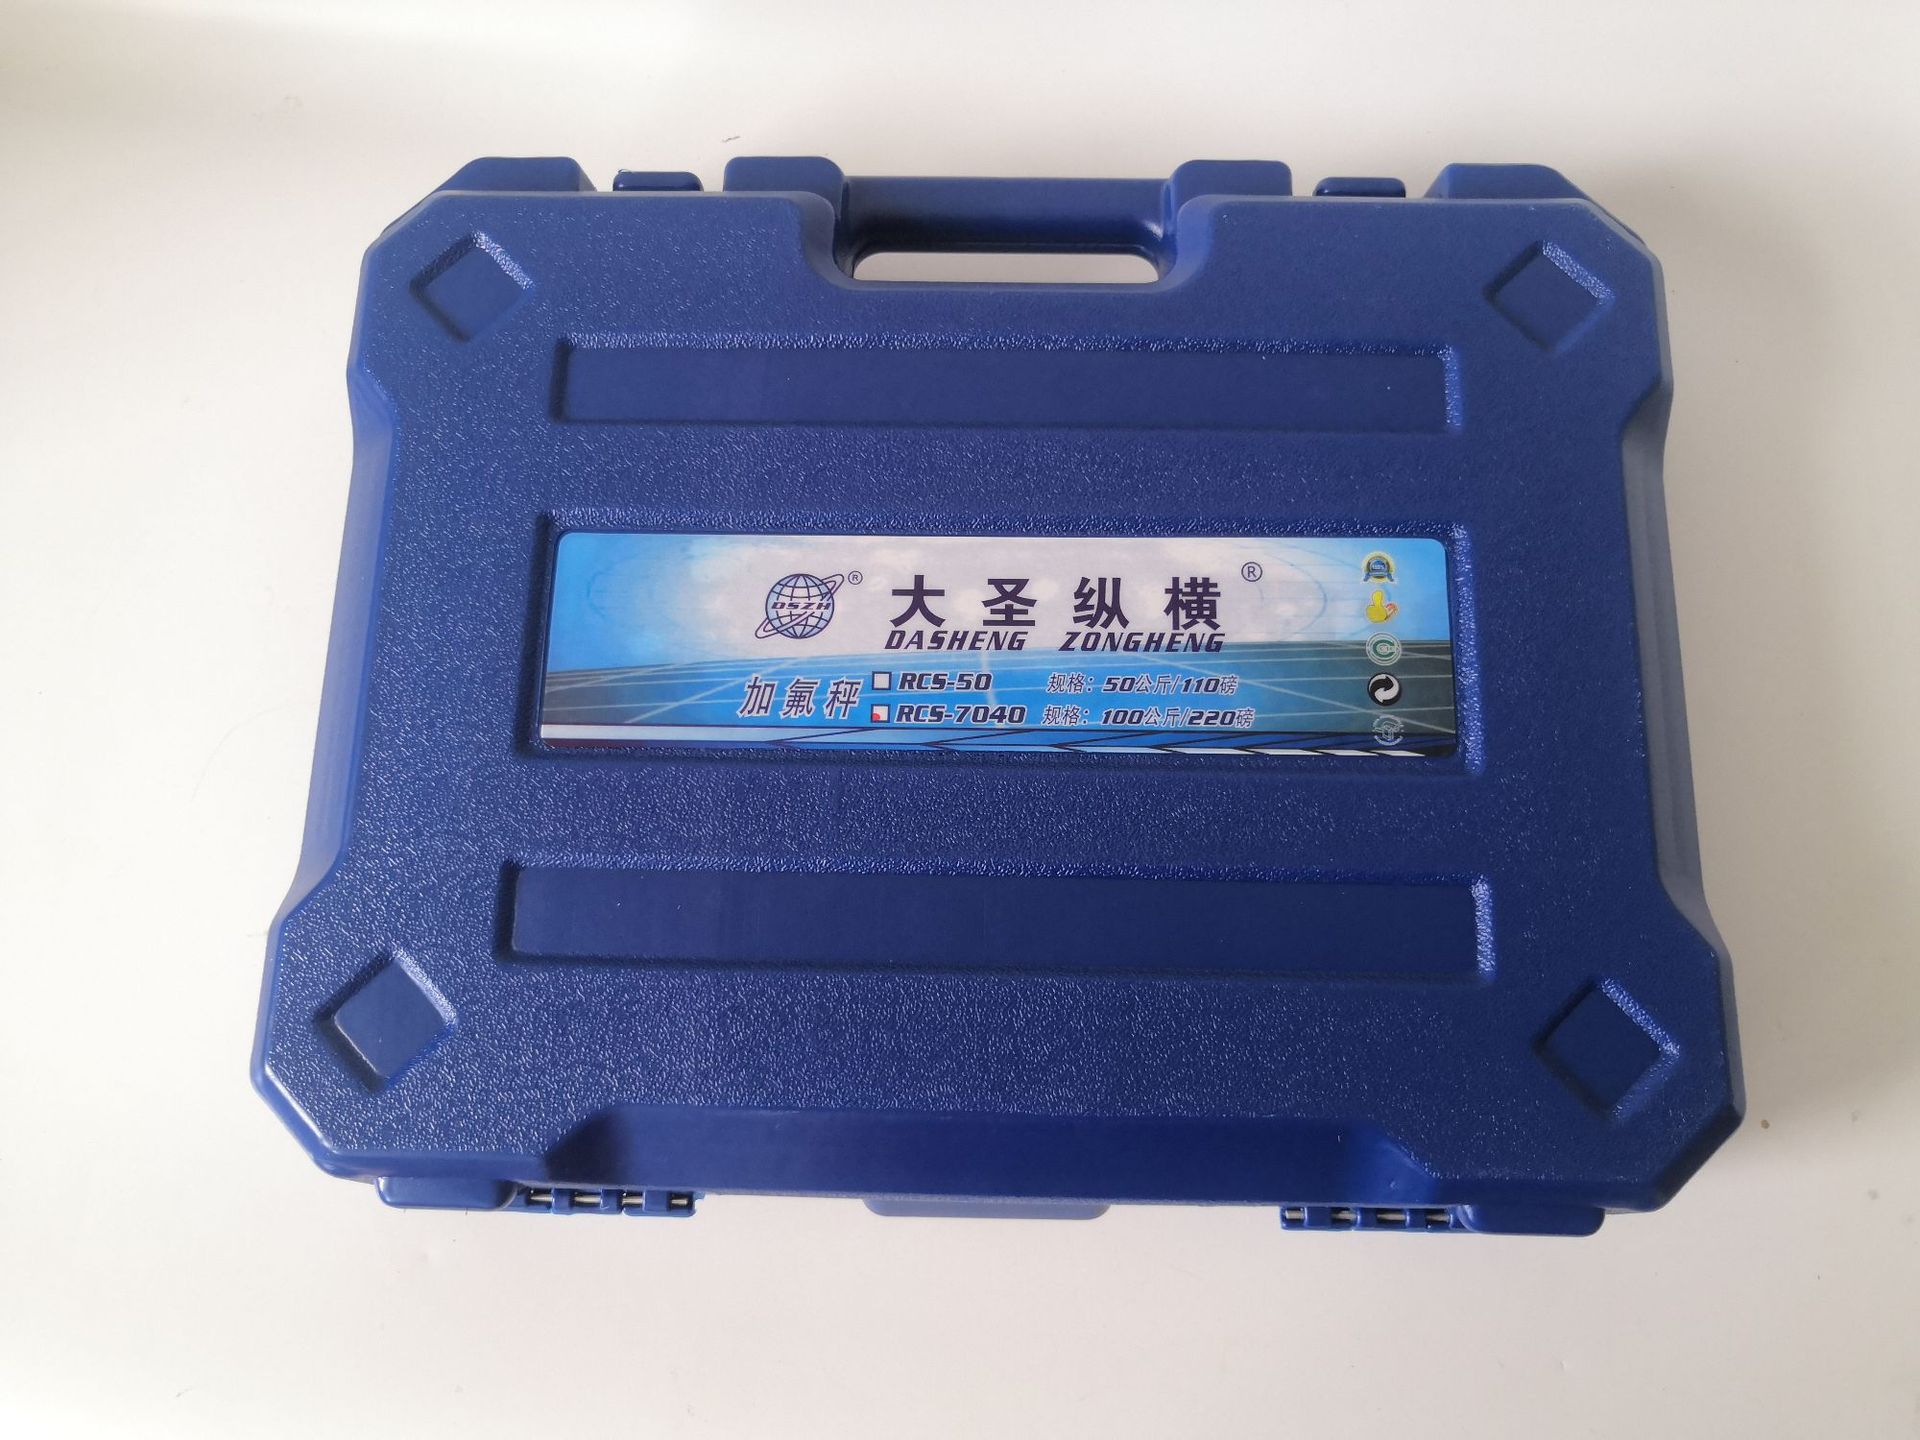 DSZH ® 大圣纵横 ®
DASHENG ZONGHENG
加氟秤
RCS-50 规格：50公斤/110磅
RCS-7040 规格：100公斤/220磅